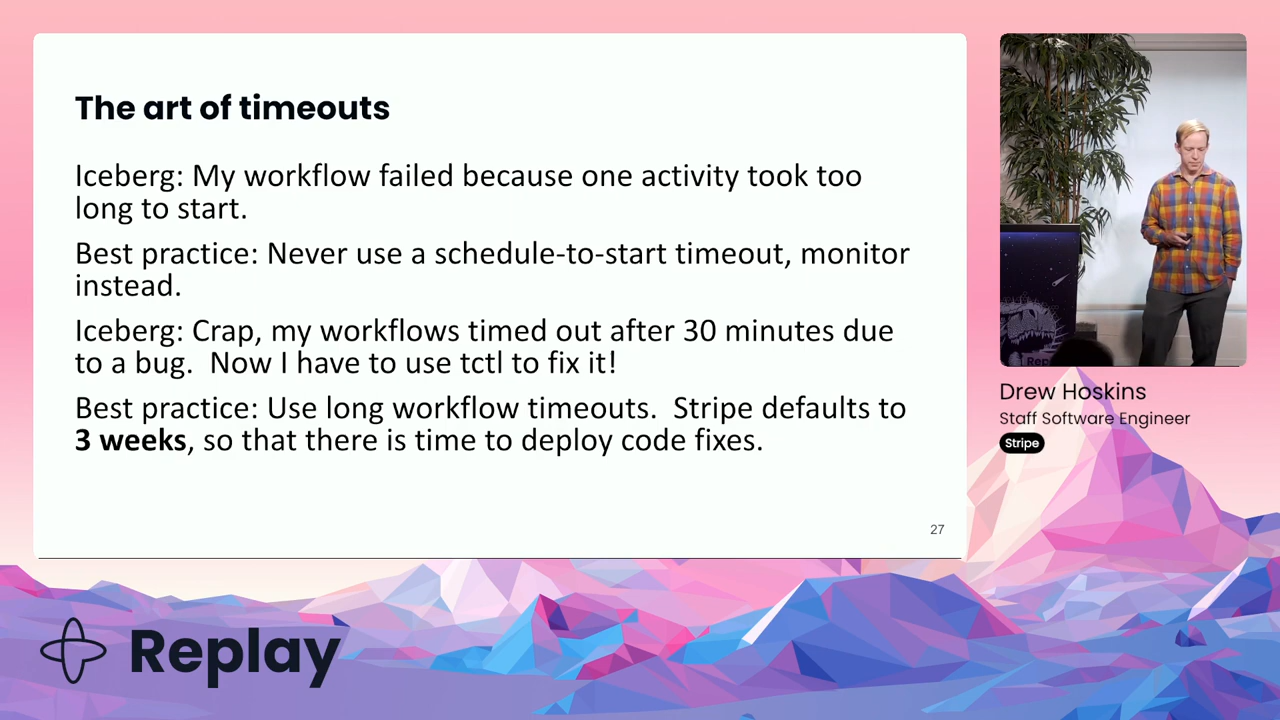 The art of timeouts
Iceberg: My workflow failed because one activity took too
long to start.
Best practice: Never use a schedule-to-start timeout, monitor
instead.
Iceberg: Crap, my workflows timed out after 30 minutes due
to a bug.  Now I have to use tctl to fix it!
Best practice: Use long workflow timeouts.  Stripe defaults to
3 weeks, so that there is time to deploy code fixes.
27
Drew Hoskins
Staff Software Engineer
Stripe
Replay